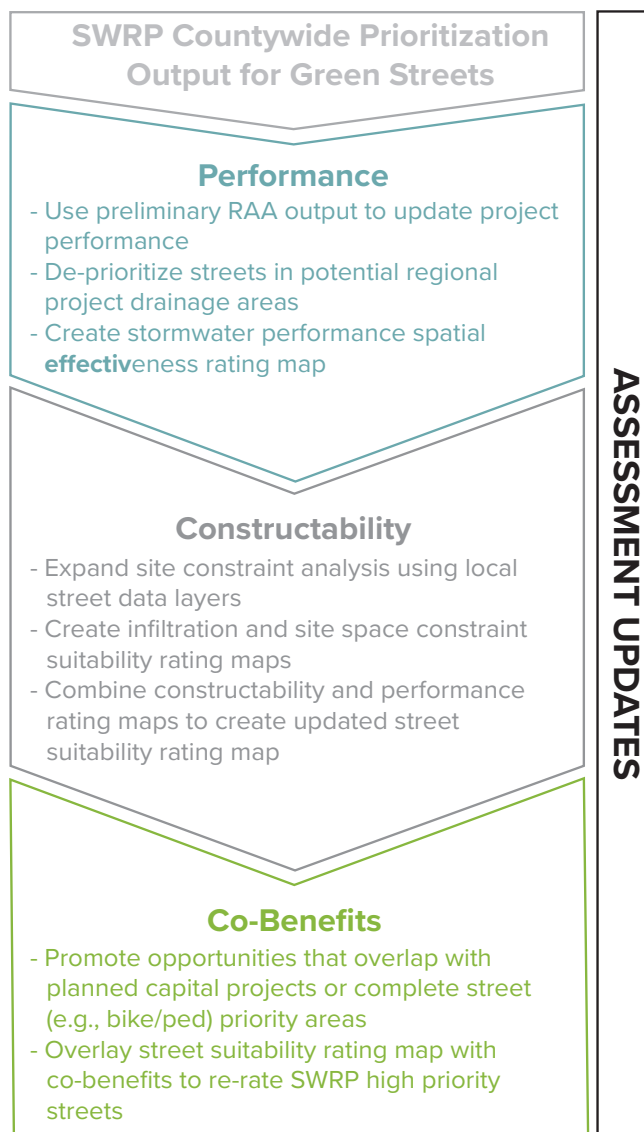 SWRP Countywide Prioritization
Output for Green Streets
Performance
- Use preliminary RAA output to update project
performance
- De-prioritize streets in potential regional
project drainage areas
- Create stormwater performance spatial
effectiveness rating map
Constructability
- Expand site constraint analysis using local
street data layers
- Create infiltration and site space constraint
suitability rating maps
- Combine constructability and performance
rating maps to create updated street
suitability rating map
Co-Benefits
- Promote opportunities that overlap with
planned capital projects or complete street
(e.g., bike/ped) priority areas
- Overlay street suitability rating map with
co-benefits to re-rate SWRP high priority
streets
ASSESSMENT UPDATES